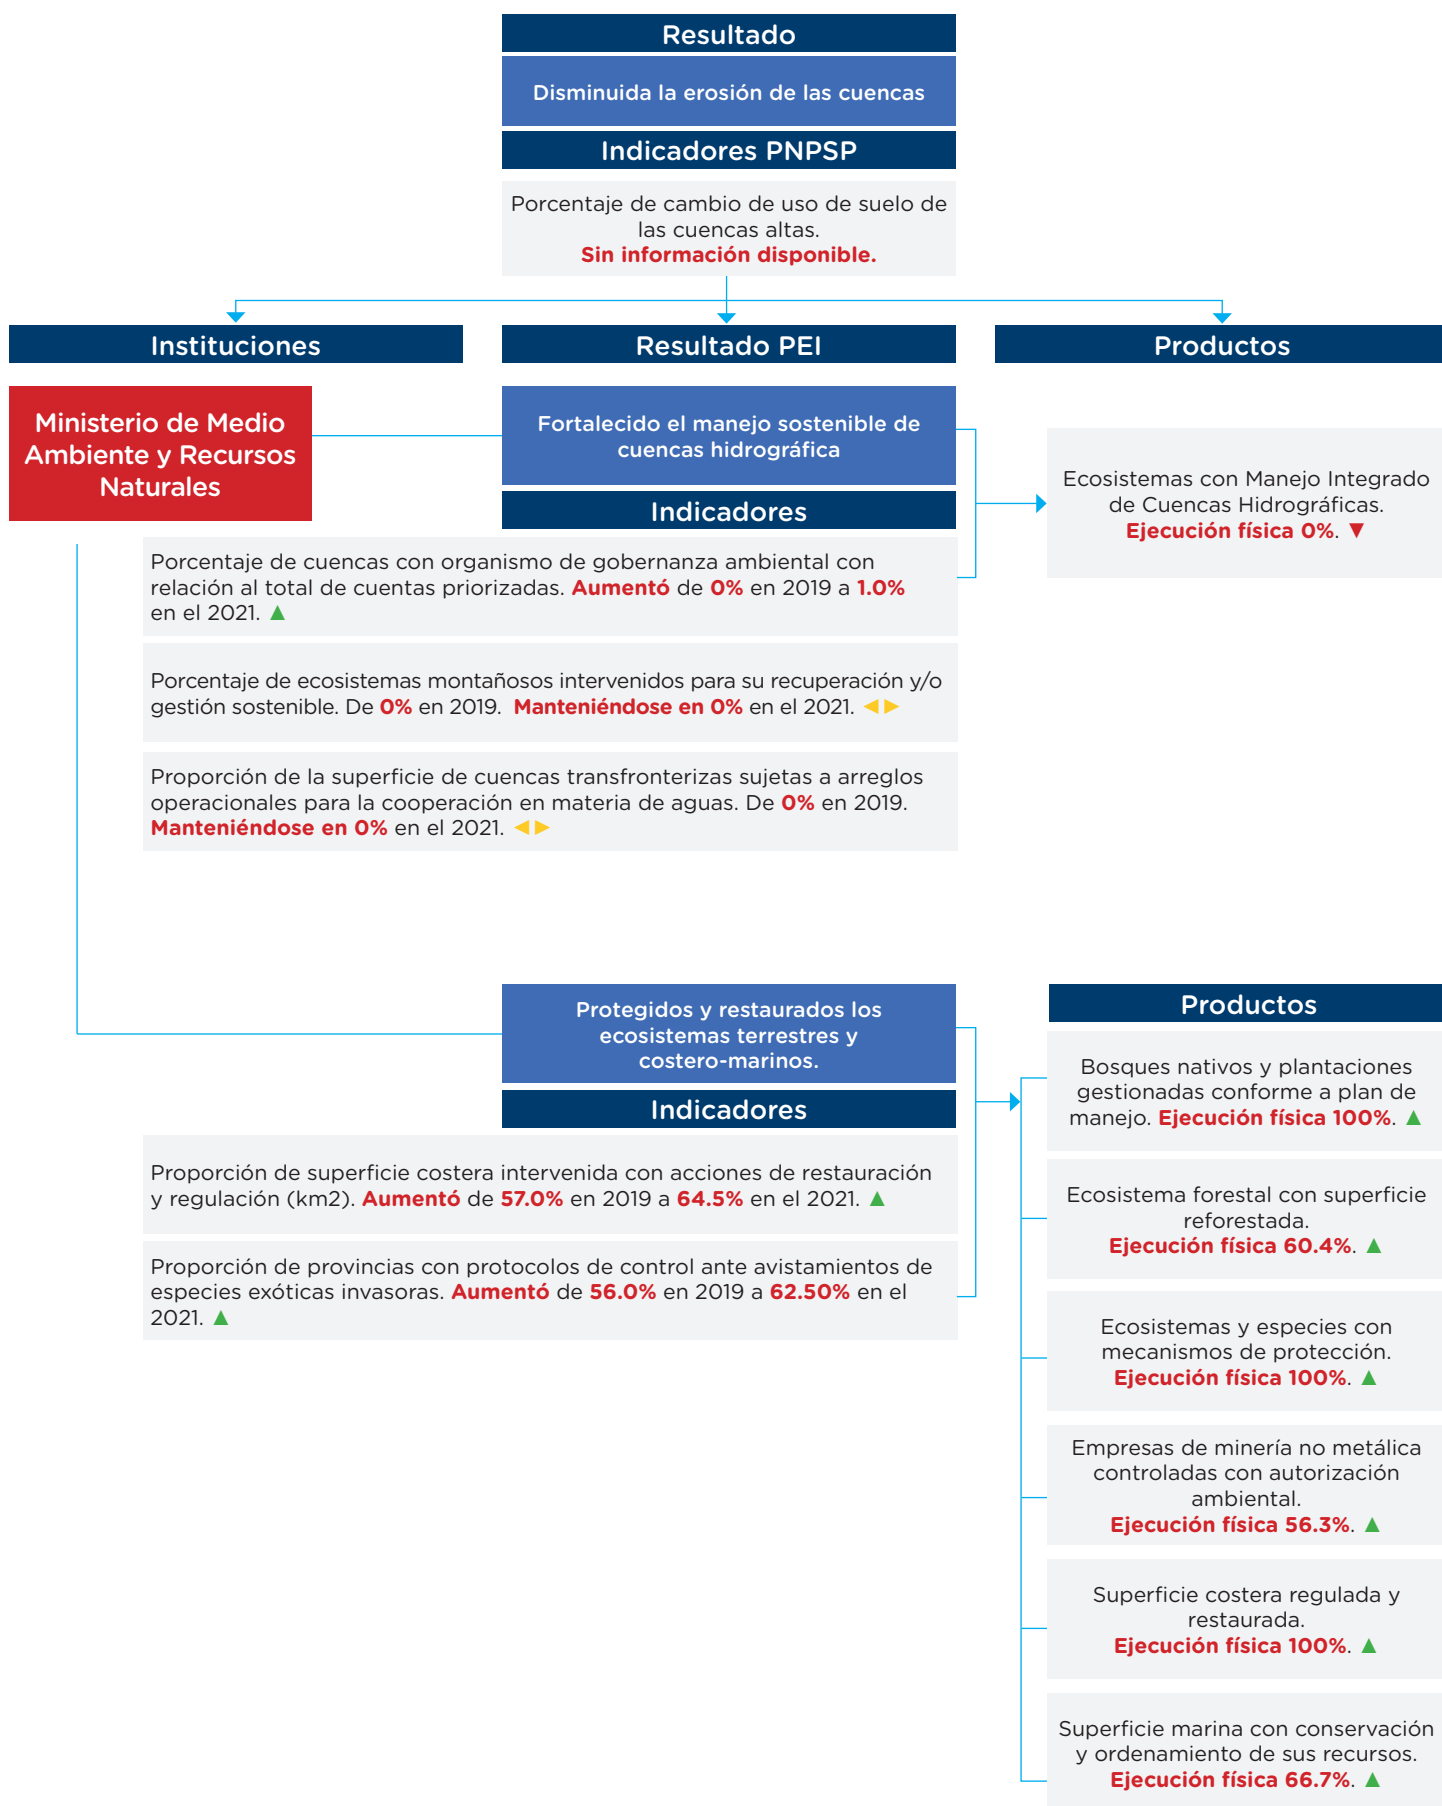 Resultado
Disminuida la erosión de las cuencas
Indicadores PNPSP
Porcentaje de cambio de uso de suelo de
las cuencas altas.
Sin información disponible.
Instituciones
Resultado PEI
Productos
Ministerio de Medio
Ambiente y Recursos
Naturales
Fortalecido el manejo sostenible de
cuencas hidrográfica
Indicadores
Ecosistemas con Manejo Integrado
de Cuencas Hidrográficas.
Ejecución física 0%. ▼
Porcentaje de cuencas con organismo de gobernanza ambiental con
relación al total de cuentas priorizadas. Aumentó de 0% en 2019 a 1.0%
en el 2021. ▲
Porcentaje de ecosistemas montañosos intervenidos para su recuperación y/o
gestión sostenible. De 0% en 2019. Manteniéndose en 0% en el 2021. ◄►
Proporción de la superficie de cuencas transfronterizas sujetas a arreglos
operacionales para la cooperación en materia de aguas. De 0% en 2019.
Manteniéndose en 0% en el 2021. ◄►
Protegidos y restaurados los
ecosistemas terrestres y
costero-marinos.
Indicadores
Proporción de superficie costera intervenida con acciones de restauración
y regulación (km2). Aumentó de 57.0% en 2019 a 64.5% en el 2021. ▲
Proporción de provincias con protocolos de control ante avistamientos de
especies exóticas invasoras. Aumentó de 56.0% en 2019 a 62.50% en el
2021. ▲
Productos
Bosques nativos y plantaciones
gestionadas conforme a plan de
manejo. Ejecución física 100%. ▲
Ecosistema forestal con superficie
reforestada.
Ejecución física 60.4%. ▲
Ecosistemas y especies con
mecanismos de protección.
Ejecución física 100%. ▲
Empresas de minería no metálica
controladas con autorización
ambiental.
Ejecución física 56.3%. ▲
Superficie costera regulada y
restaurada.
Ejecución física 100%. ▲
Superficie marina con conservación
y ordenamiento de sus recursos.
Ejecución física 66.7%. ▲